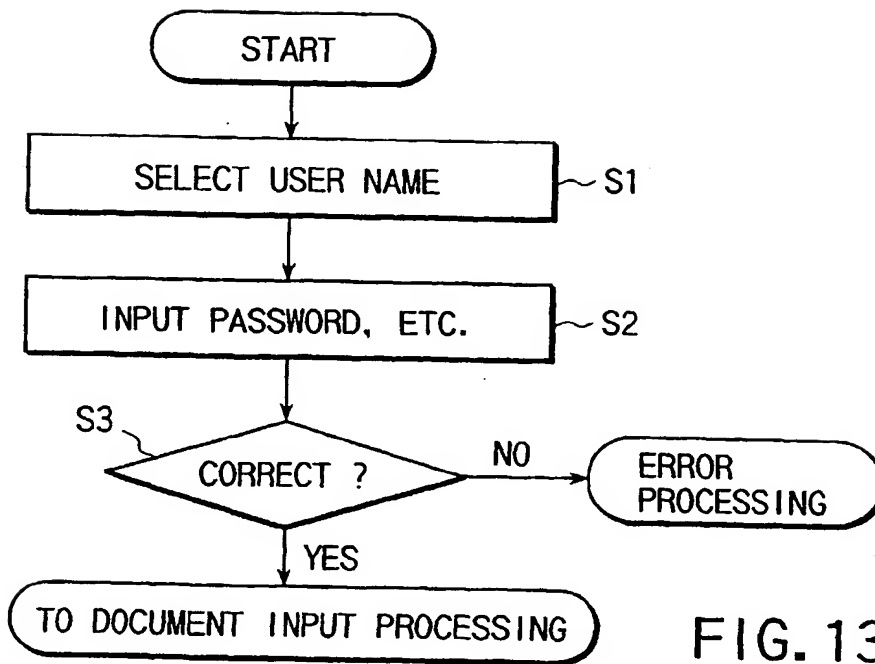 START
SELECT USER NAME
S1
INPUT PASSWORD, ETC.
S2
S3
CORRECT ?
NO
ERROR
PROCESSING
YES
TO DOCUMENT INPUT PROCESSING
FIG. 13